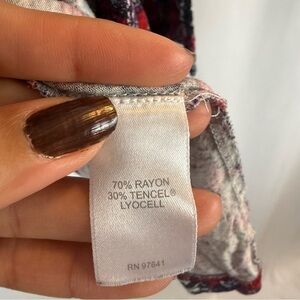 70% RAYON
30% TENCEL®
LYOCELL
RN 97841